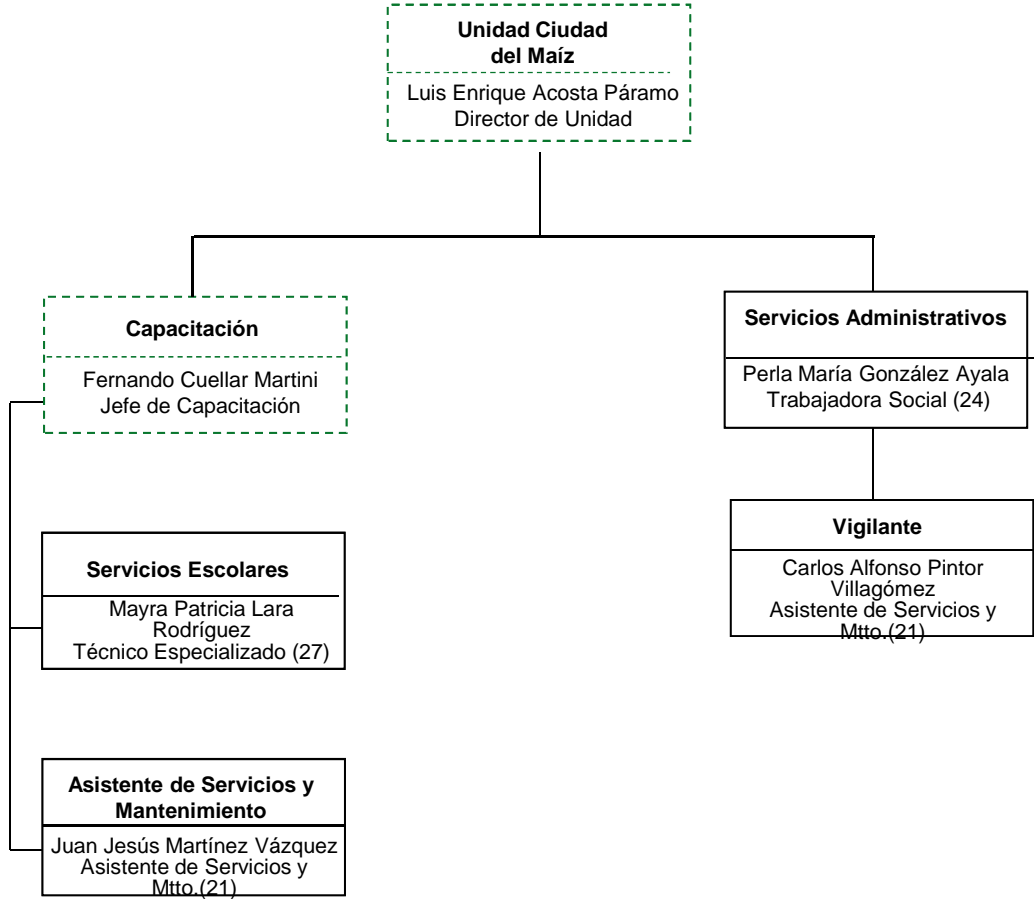 Unidad Ciudad
del Maíz
Luis Enrique Acosta Páramo
Director de Unidad
Capacitación
Fernando Cuellar Martini
Jefe de Capacitación
Servicios Administrativos
Perla María González Ayala
Trabajadora Social (24)
Servicios Escolares
Mayra Patricia Lara
Rodríguez
Técnico Especializado (27)
Vigilante
Carlos Alfonso Pintor
Villagómez
Asistente de Servicios y
Mtto.(21)
Asistente de Servicios y
Mantenimiento
Juan Jesús Martínez Vázquez
Asistente de Servicios y
Mtto.(21)